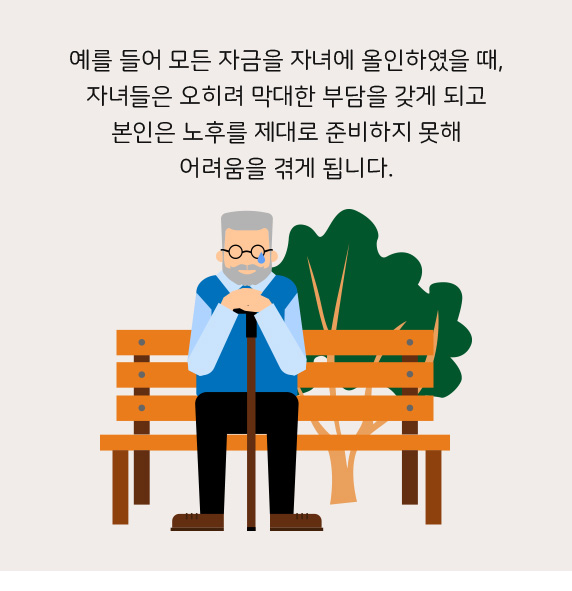 예를 들어 모든 자금을 자녀에 올인하였을 때,
자녀들은 오히려 막대한 부담을 갖게 되고
본인은 노후를 제대로 준비하지 못해
어려움을 겪게 됩니다.